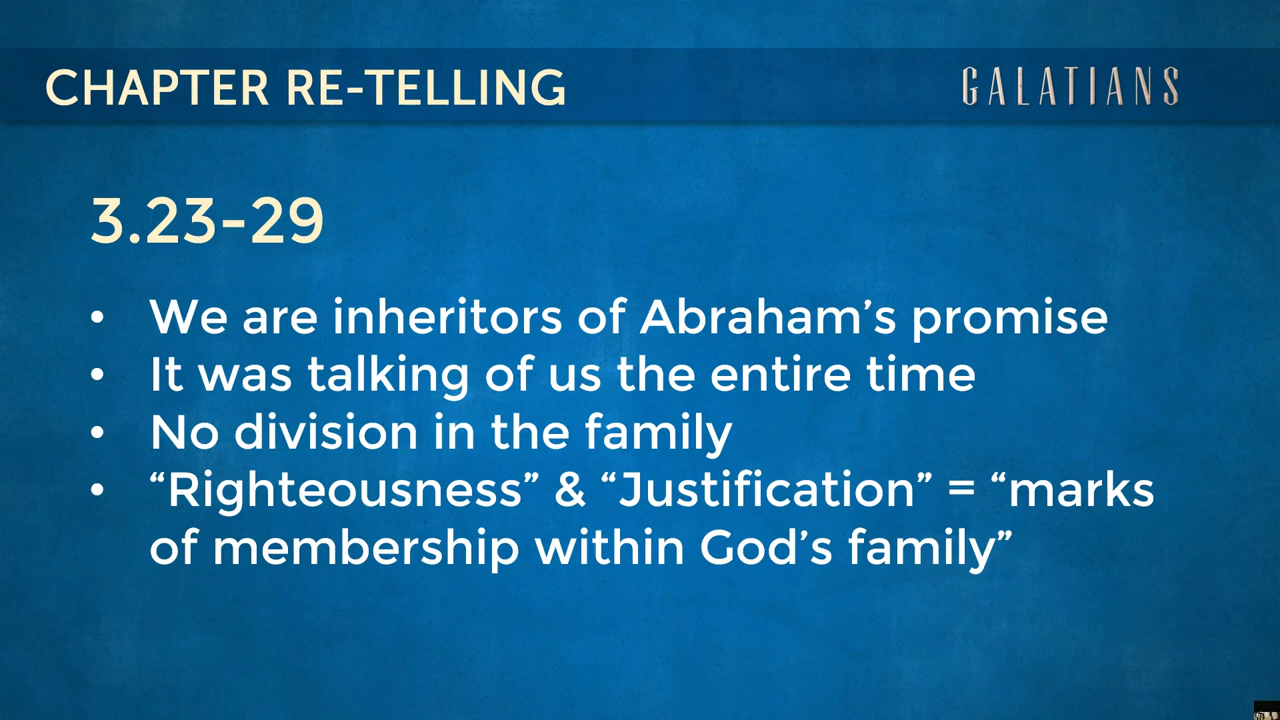 CHAPTER RE-TELLING
GALATIANS
3.23-29
• We are inheritors of Abraham’s promise
• It was talking of us the entire time
• No division in the family
• “Righteousness” & “Justification” = “marks
of membership within God’s family”